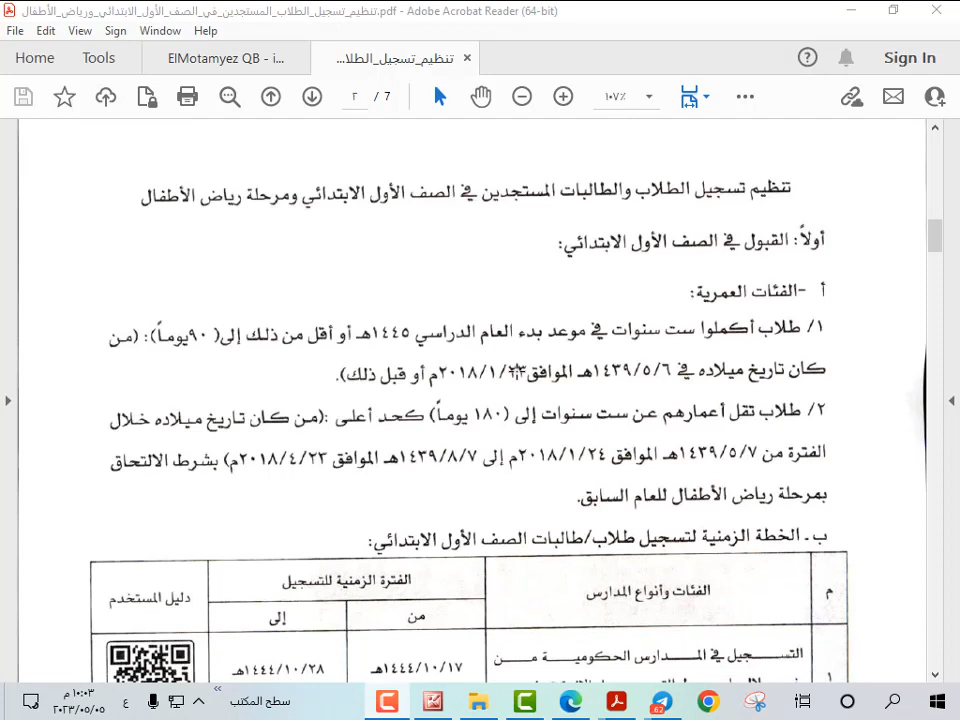 تنظيم_تسجيل_الطلاب_المستجدين_في_الصف_الأول_الابتدائي_ورياض_الأطفال.pdf - Adobe Acrobat Reader (64-bit)
File Edit View Sign Window Help
Home Tools ElMotamyez QB - i... تنظيم_تسجيل_الطلا... Sign In
٢ / 7 ١٠٧٪
تنظيم تسجيل الطلاب والطالبات المستجدين في الصف الأول الابتدائي ومرحلة رياض الأطفال
أولاً: القبول في الصف الأول الابتدائي:
أ -الفئات العمرية:
١/ طلاب أكملوا ست سنوات في موعد بدء العام الدراسي ١٤٤٥هـ أو أقل من ذلك إلى( ٩٠يوماً): (من
كان تاريخ ميلاده في ١٤٣٩/٥/٦هـ الموافق٢٠١٨/١/٢٣م أو قبل ذلك).
٢/ طلاب تقل أعمارهم عن ست سنوات إلى (١٨٠ يوماً) كحد أعلى :(من كان تاريخ ميلاده خلال
الفترة من ١٤٣٩/٥/٧هـ الموافق ٢٠١٨/١/٢٤م إلى ١٤٣٩/٨/٧هـ الموافق ٢٠١٨/٤/٢٣م) بشرط الالتحاق
بمرحلة رياض الأطفال للعام السابق.
ب ـ الخطة الزمنية لتسجيل طلاب/طالبات الصف الأول الابتدائي:
م الفئات وأنواع المدارس الفترة الزمنية للتسجيل دليل المستخدم
من إلى
التسجيل في المدارس الحكومية من
١٤٤٤/١٠/١٧هـ ١٤٤٤/١٠/٢٨هـ
سطح المكتب ع ١٠:٠٣ م
٢٠٢٣/٠٥/٠٥
62